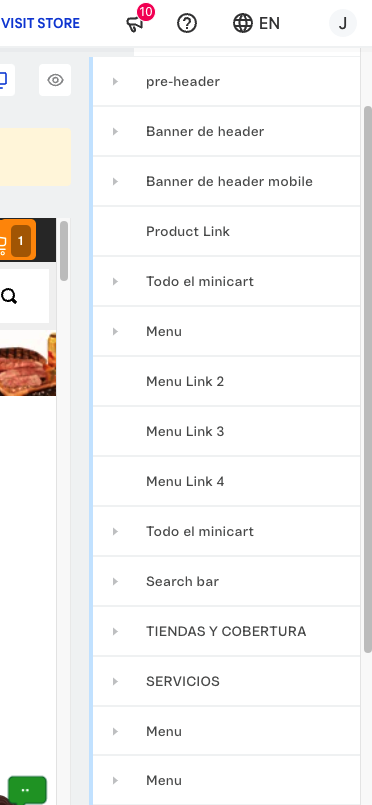 VISIT STORE
10
EN
J
pre-header
Banner de header
Banner de header mobile
Product Link
1
Todo el minicart
Menu
Menu Link 2
Menu Link 3
Menu Link 4
Todo el minicart
Search bar
TIENDAS Y COBERTURA
SERVICIOS
Menu
Menu